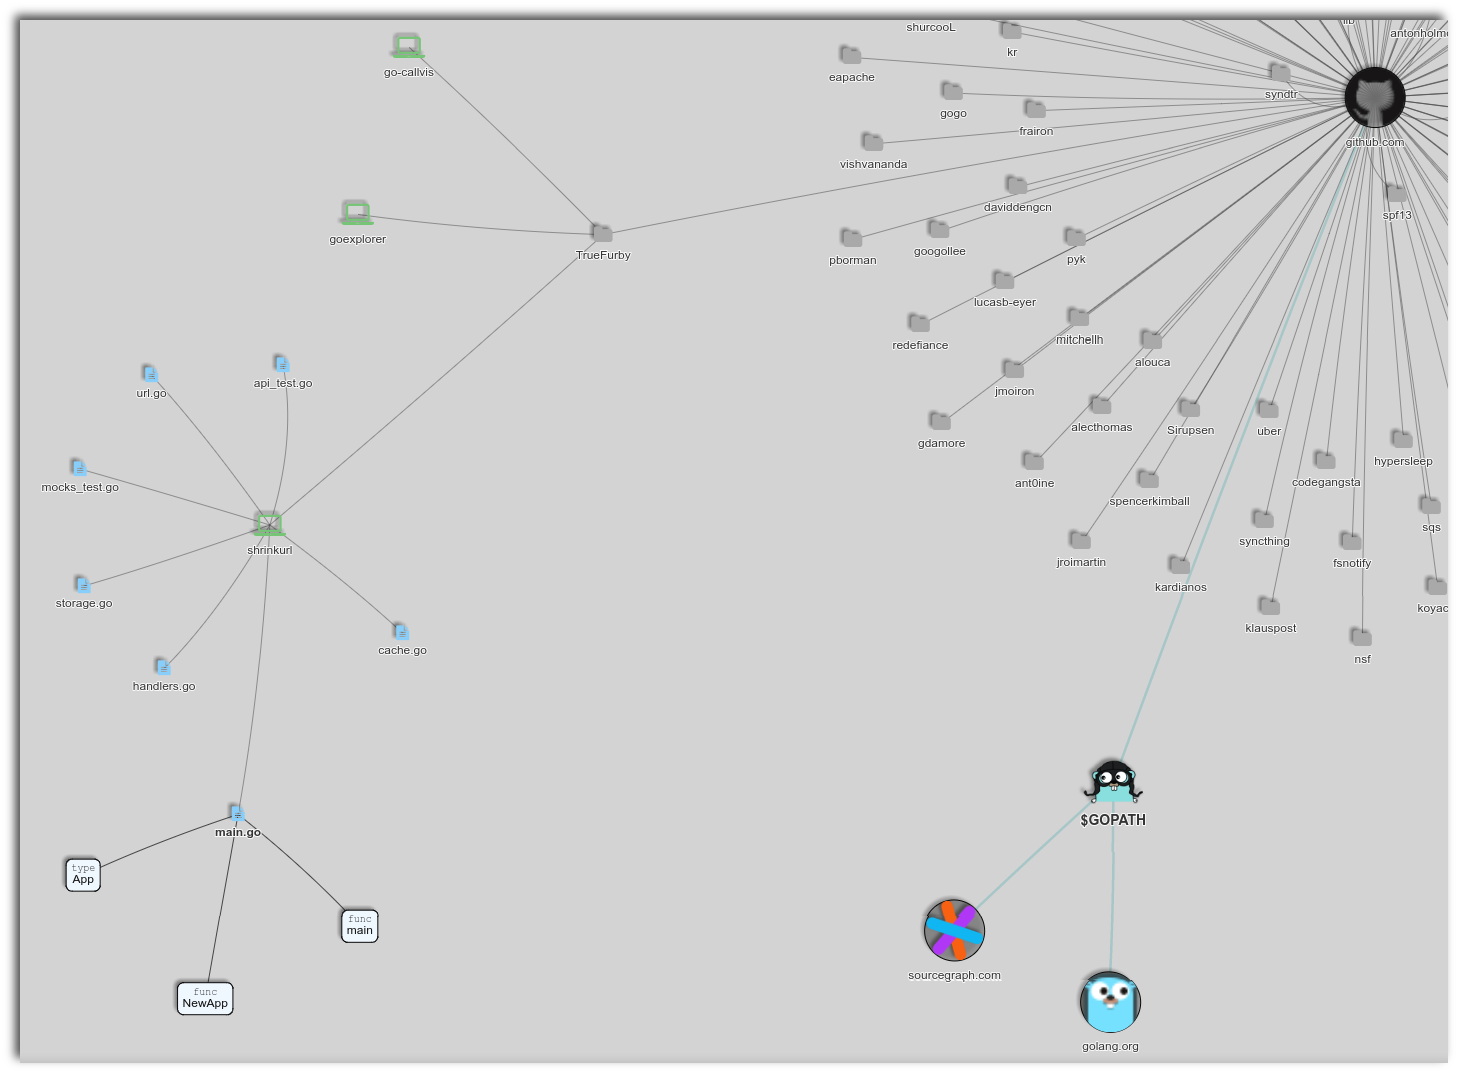 lib
shurcooL
antonholm
kr
go-callvis
eapache
syndtr
gogo
frairon
github.com
vishvananda
daviddengcn
spf13
goexplorer
TrueFurby
googollee
pyk
pborman
lucasb-eyer
mitchellh
redefiance
alouca
api_test.go
jmoiron
url.go
alecthomas
Sirupsen
uber
gdamore
hypersleep
mocks_test.go
ant0ine
codegangsta
spencerkimball
sqs
shrinkurl
syncthing
jroimartin
fsnotify
kardianos
storage.go
koyac
klauspost
cache.go
nsf
handlers.go
$GOPATH
main.go
type
App
func
main
sourcegraph.com
func
NewApp
golang.org